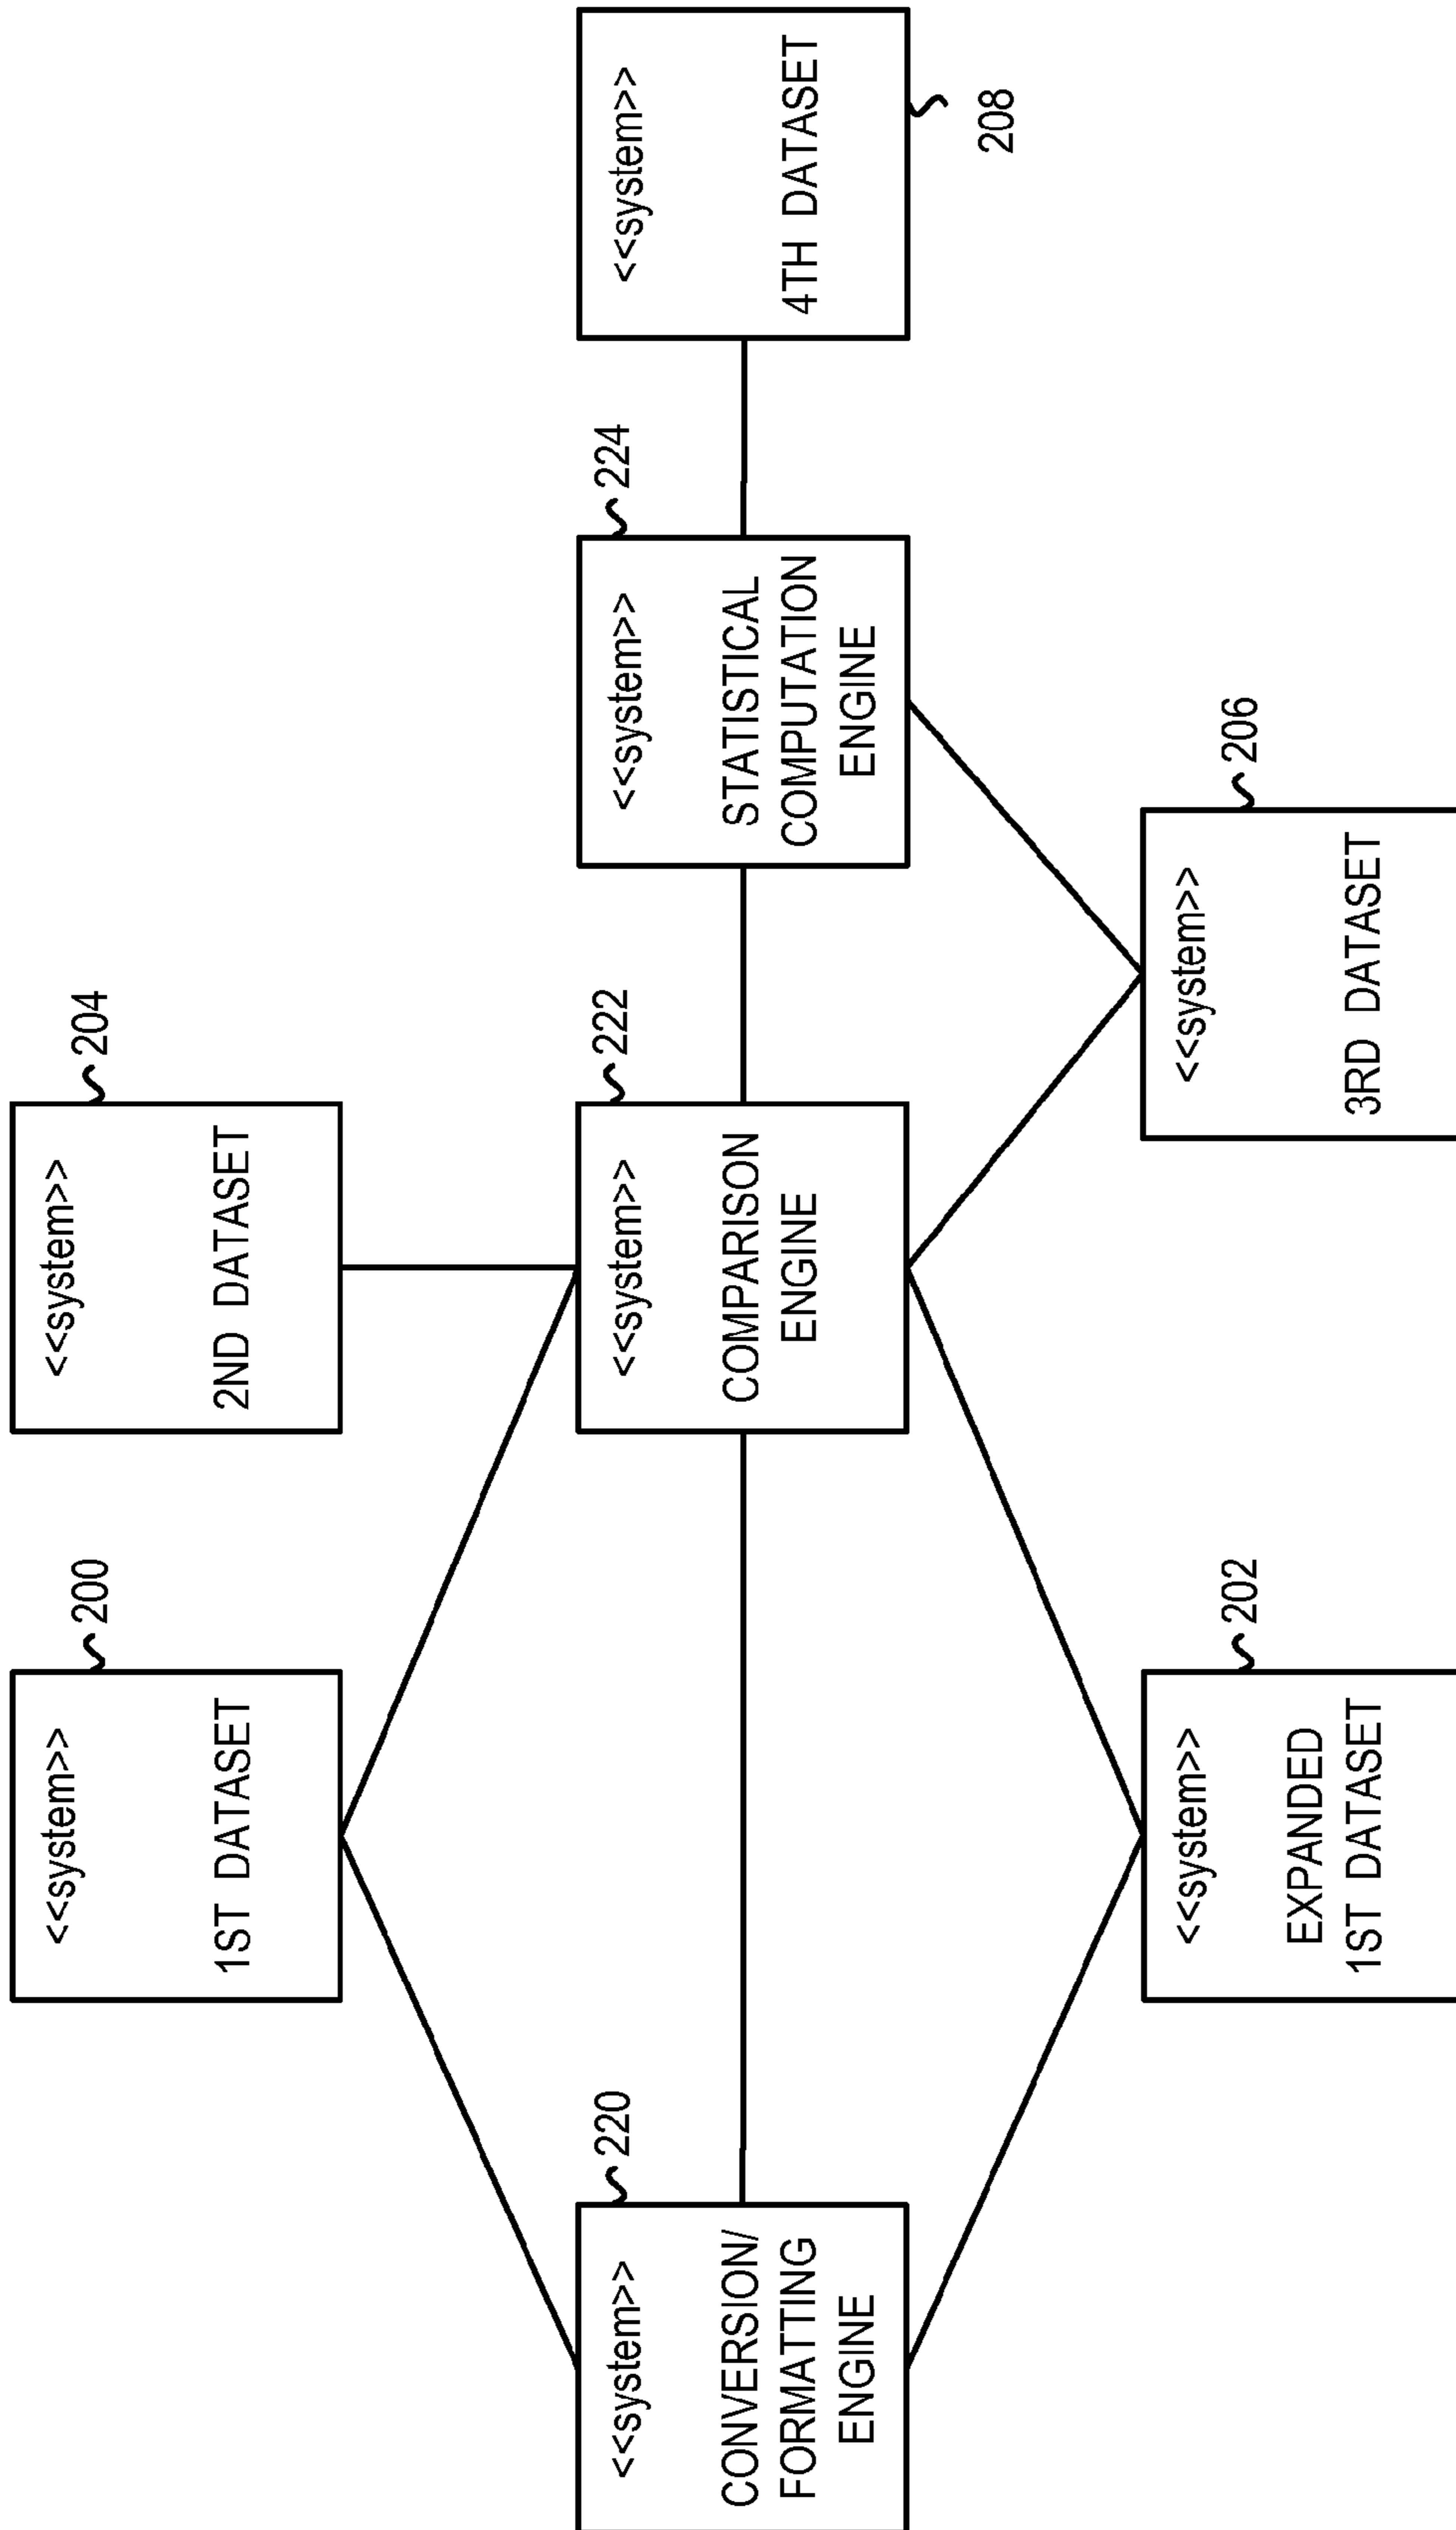 <<system>>
1ST DATASET
200
<<system>>
2ND DATASET
204
<<system>>
CONVERSION/
FORMATTING
ENGINE
220
<<system>>
COMPARISON
ENGINE
222
<<system>>
STATISTICAL
COMPUTATION
ENGINE
224
<<system>>
4TH DATASET
208
<<system>>
EXPANDED
1ST DATASET
202
<<system>>
3RD DATASET
206